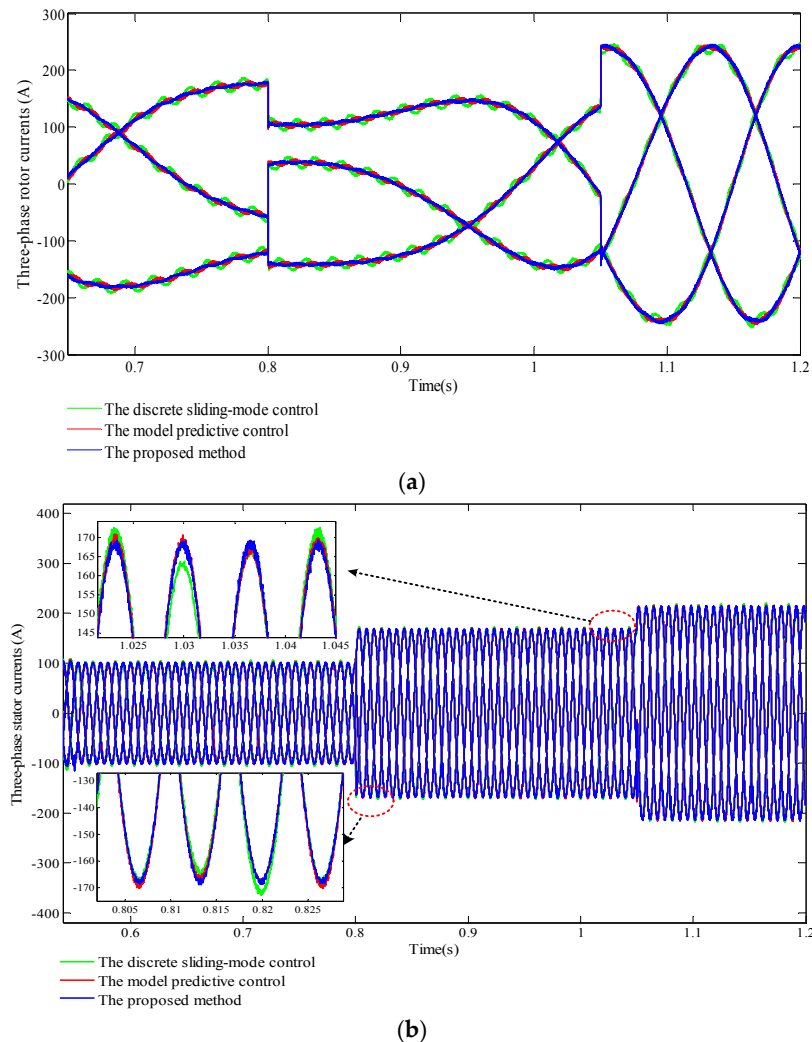 300
200
100
0
-100
-200
-300
Three-phase rotor currents (A)
0.7 0.8 0.9 1 1.1 1.2
Time(s)
The discrete sliding-mode control
The model predictive control
The proposed method
(a)
400
300
200
100
0
-100
-200
-300
-400
Three-phase stator currents (A)
170
165
160
155
150
145
1.025 1.03 1.035 1.04 1.045
-130
-140
-150
-160
-170
0.805 0.81 0.815 0.82 0.825
0.6 0.7 0.8 0.9 1 1.1 1.2
Time(s)
The discrete sliding-mode control
The model predictive control
The proposed method
(b)